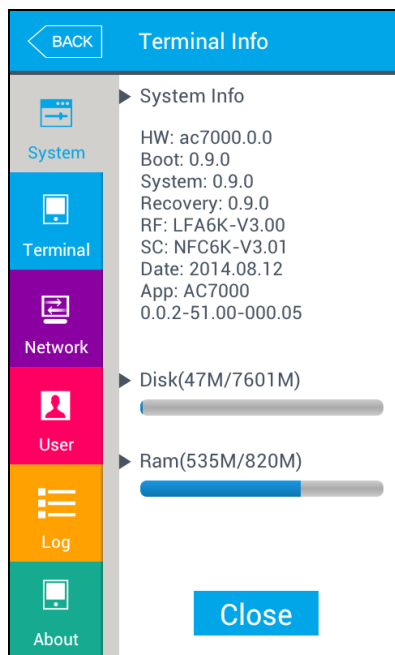 BACK
Terminal Info
System
Terminal
Network
User
Log
About
System Info
HW: ac7000.0.0
Boot: 0.9.0
System: 0.9.0
Recovery: 0.9.0
RF: LFA6K-V3.00
SC: NFC6K-V3.01
Date: 2014.08.12
App: AC7000
0.0.2-51.00-000.05
Disk(47M/7601M)
Ram(535M/820M)
Close